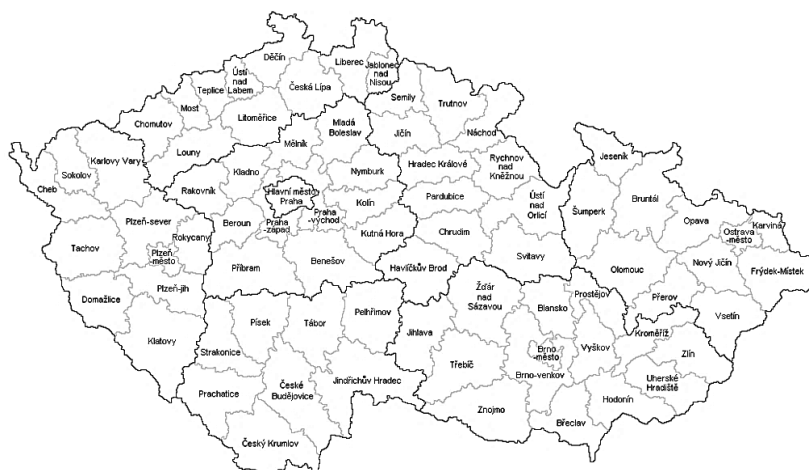 Děčín
Liberec
Jablonec
nad
Nisou
Ústí
nad
Labem
Teplice
Česká Lípa
Most
Semily
Trutnov
Chomutov
Litoměřice
Mladá
Boleslav
Jičín
Náchod
Louny
Mělník
Karlovy Vary
Sokolov
Cheb
Rakovník
Kladno
Nymburk
Hradec Králové
Rychnov
nad
Kněžnou
Jeseník
Hlavní město
Praha
Kolín
Pardubice
Ústí
nad
Orlicí
Šumperk
Bruntál
Plzeň-sever
Rokycany
Beroun
Praha
-západ
Praha
-východ
Kutná Hora
Chrudim
Svitavy
Opava
Ostrava
-město
Karviná
Tachov
Plzeň
-město
Příbram
Benešov
Havlíčkův Brod
Olomouc
Nový Jičín
Frýdek-Místek
Domažlice
Plzeň-jih
Žďár
nad
Sázavou
Prostějov
Přerov
Vsetín
Klatovy
Strakonice
Písek
Tábor
Pelhřimov
Jihlava
Blansko
Vyškov
Kroměříž
Zlín
Prachatice
České
Budějovice
Jindřichův Hradec
Třebíč
Brno
-město
Brno-venkov
Uherské
Hradiště
Hodonín
Znojmo
Břeclav
Český Krumlov